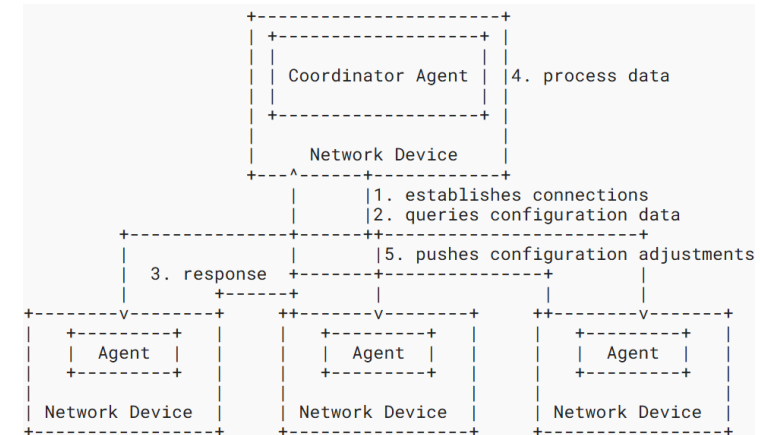 Coordinator Agent
4. process data
Network Device
1. establishes connections
2. queries configuration data
5. pushes configuration adjustments
3. response
Agent Agent Agent
Network Device Network Device Network Device